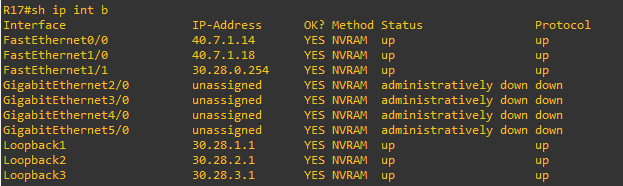 R17#sh ip int b
Interface IP-Address OK? Method Status Protocol
FastEthernet0/0 40.7.1.14 YES NVRAM up up
FastEthernet1/0 40.7.1.18 YES NVRAM up up
FastEthernet1/1 30.28.0.254 YES NVRAM up up
GigabitEthernet2/0 unassigned YES NVRAM administratively down down
GigabitEthernet3/0 unassigned YES NVRAM administratively down down
GigabitEthernet4/0 unassigned YES NVRAM administratively down down
GigabitEthernet5/0 unassigned YES NVRAM administratively down down
Loopback1 30.28.1.1 YES NVRAM up up
Loopback2 30.28.2.1 YES NVRAM up up
Loopback3 30.28.3.1 YES NVRAM up up